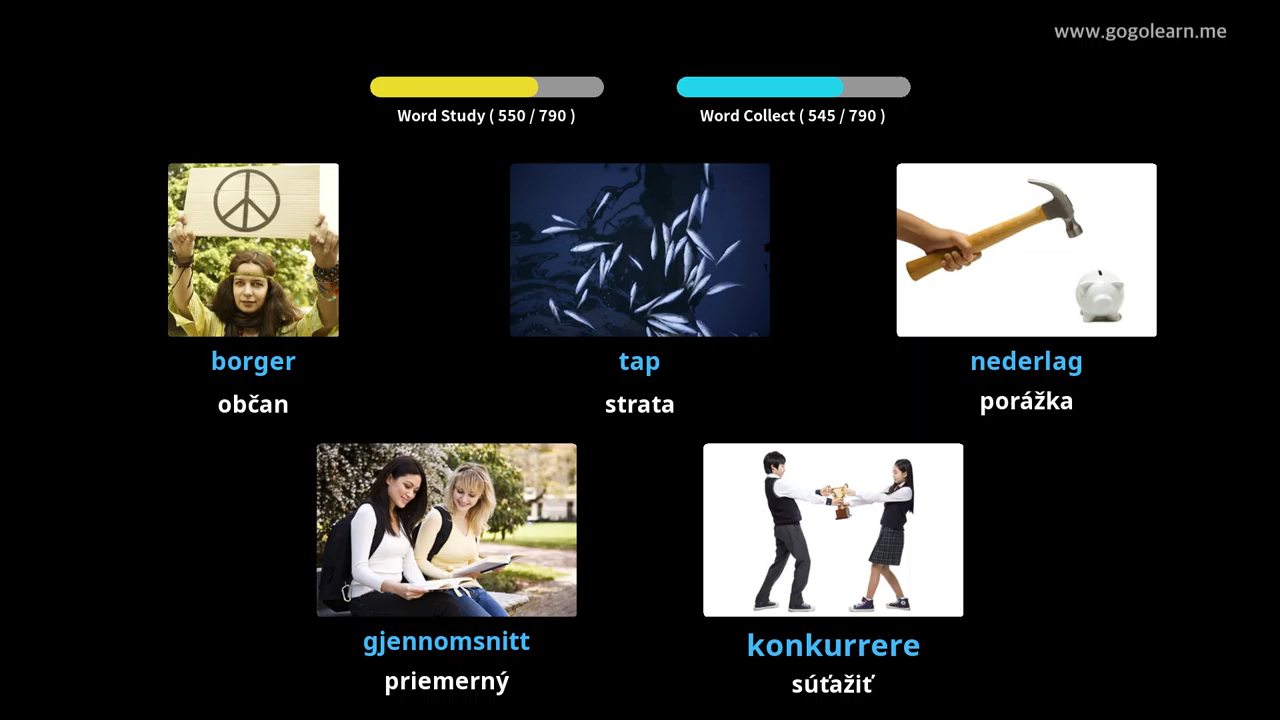 www.gogolearn.me
Word Study ( 550 / 790 )
Word Collect ( 545 / 790 )
borger
občan
tap
strata
nederlag
porážka
gjennomsnitt
priemerný
konkurrere
súťažiť